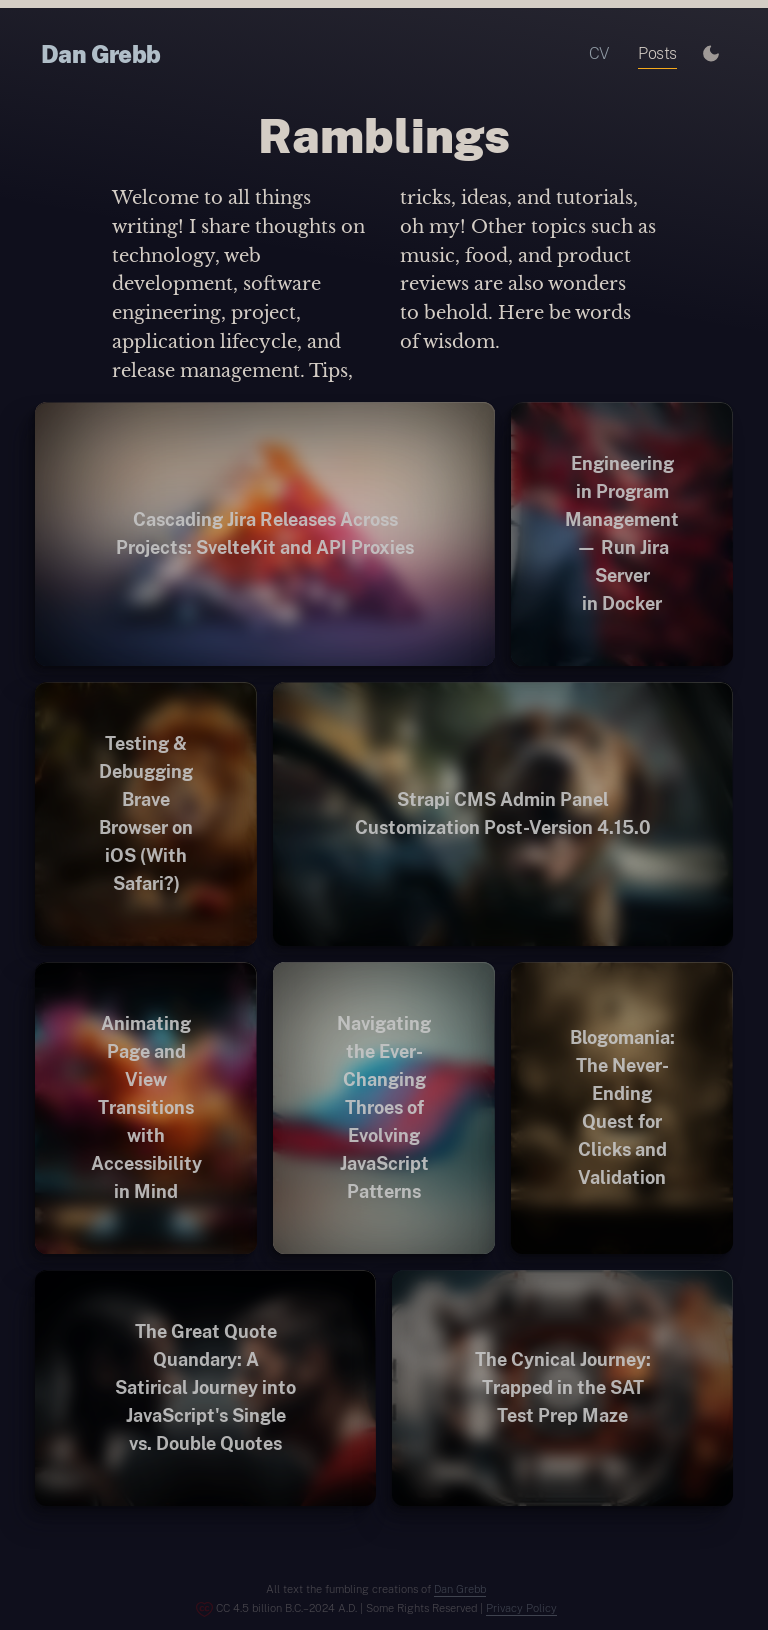 Dan Grebb
CV
Posts
Ramblings
Welcome to all things
writing! I share thoughts on
technology, web
development, software
engineering, project,
application lifecycle, and
release management. Tips,
tricks, ideas, and tutorials,
oh my! Other topics such as
music, food, and product
reviews are also wonders
to behold. Here be words
of wisdom.
Cascading Jira Releases Across
Projects: SvelteKit and API Proxies
Engineering
in Program
Management
— Run Jira
Server
in Docker
Testing &
Debugging
Brave
Browser on
iOS (With
Safari?)
Strapi CMS Admin Panel
Customization Post-Version 4.15.0
Animating
Page and
View
Transitions
with
Accessibility
in Mind
Navigating
the Ever-
Changing
Throes of
Evolving
JavaScript
Patterns
Blogomania:
The Never-
Ending
Quest for
Clicks and
Validation
The Great Quote
Quandary: A
Satirical Journey into
JavaScript's Single
vs. Double Quotes
The Cynical Journey:
Trapped in the SAT
Test Prep Maze
All text the fumbling creations of Dan Grebb
CC 4.5 billion B.C.–2024 A.D. | Some Rights Reserved | Privacy Policy